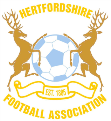 HERTFORDSHIRE
EST. 1885
FOOTBALL ASSOCIATION